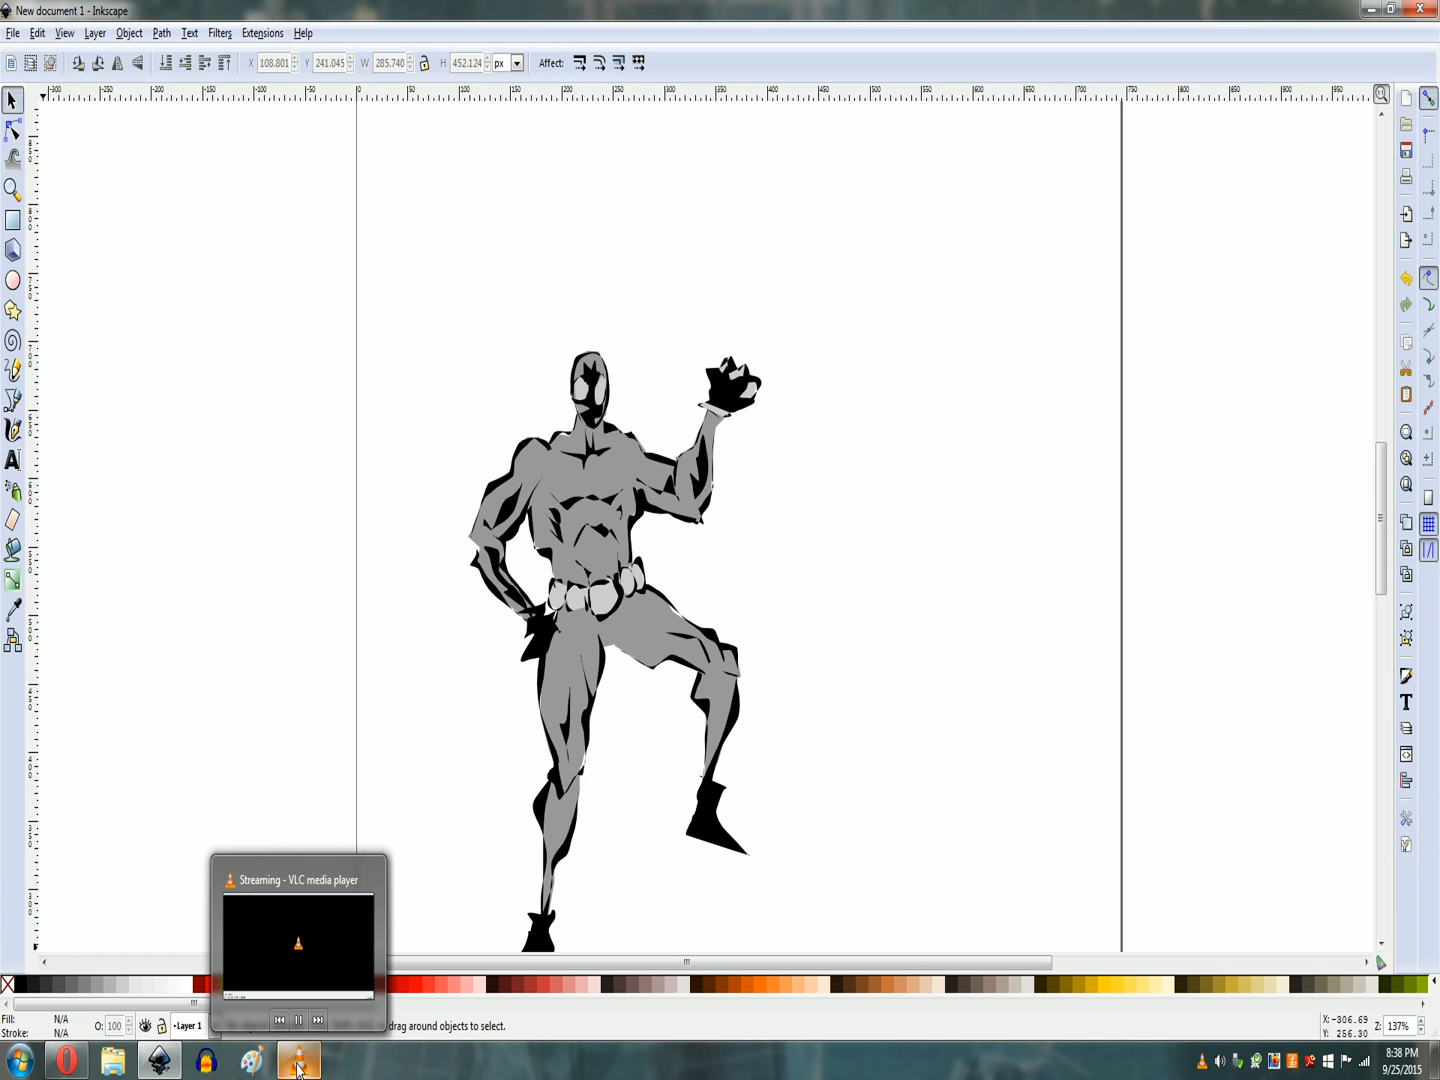 New document 1 - Inkscape
File Edit View Layer Object Path Text Filters Extensions Help
X 108.801 Y 241.045 W 285.740 H 452.124 px Affect:
Streaming - VLC media player
Fill: N/A O: 100 Layer 1 drag around objects to select. X:-306.69 Z: 137%
Stroke: N/A Y: 256.30
8:38 PM
9/25/2015